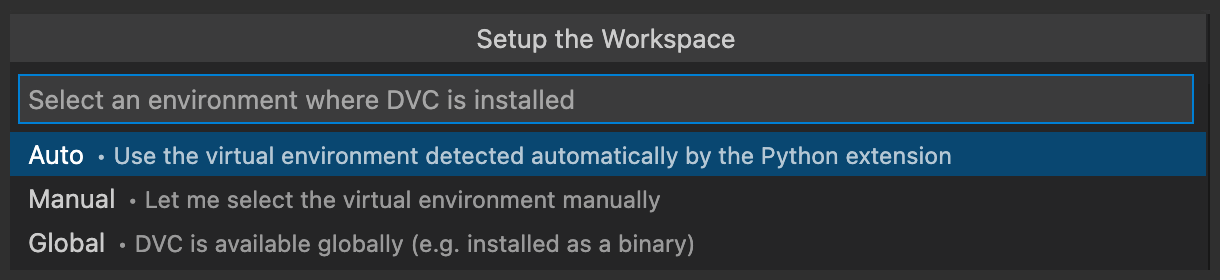 Setup the Workspace
Select an environment where DVC is installed
Auto • Use the virtual environment detected automatically by the Python extension
Manual • Let me select the virtual environment manually
Global • DVC is available globally (e.g. installed as a binary)